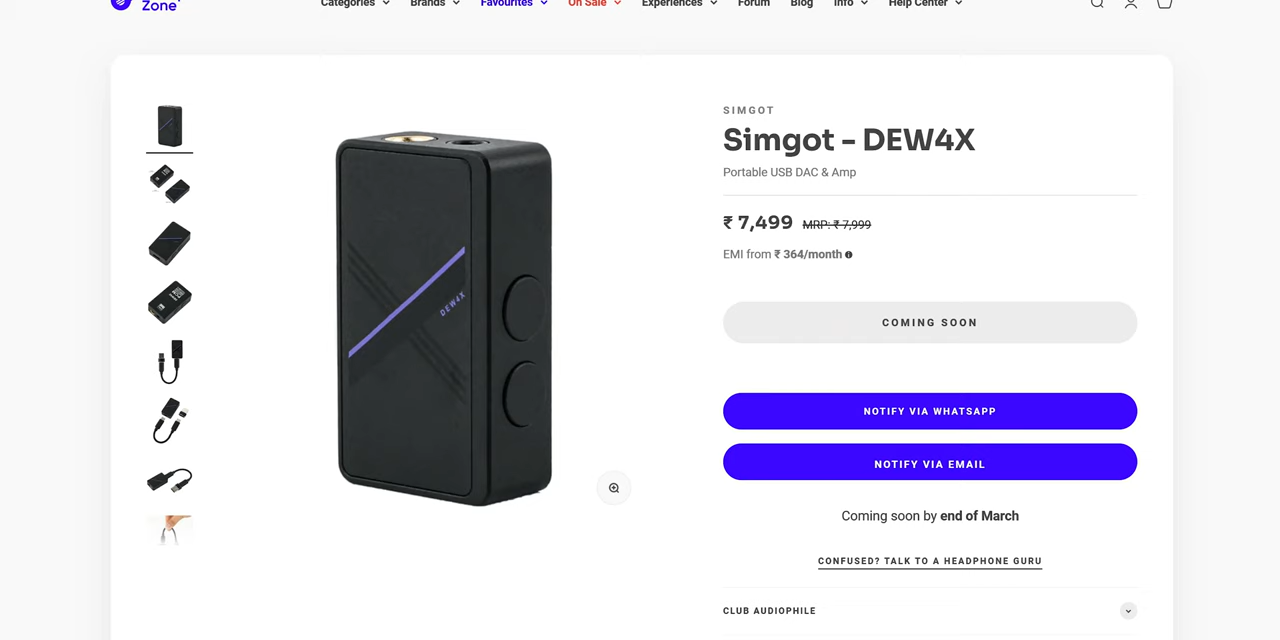 Zone
Categories Brands Favourites On Sale Experiences Forum Blog Info Help Center
SIMGOT
Simgot - DEW4X
Portable USB DAC & Amp
₹ 7,499 MRP: ₹ 7,999
EMI from ₹ 364/month
COMING SOON
NOTIFY VIA WHATSAPP
NOTIFY VIA EMAIL
Coming soon by end of March
CONFUSED? TALK TO A HEADPHONE GURU
CLUB AUDIOPHILE
DEW4X